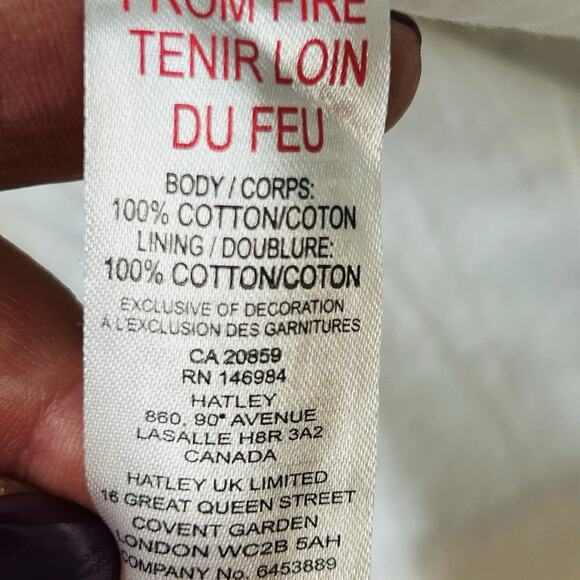 FROM FIRE
TENIR LOIN
DU FEU
BODY / CORPS:
100% COTTON/COTON
LINING / DOUBLURE:
100% COTTON/COTON
EXCLUSIVE OF DECORATION
A L'EXCLUSION DES GARNITURES
CA 20859
RN 146984
HATLEY
860, 90ᵉ AVENUE
LASALLE H8R 3A2
CANADA
HATLEY UK LIMITED
16 GREAT QUEEN STREET
COVENT GARDEN
LONDON WC2B 5AH
COMPANY No. 6453889